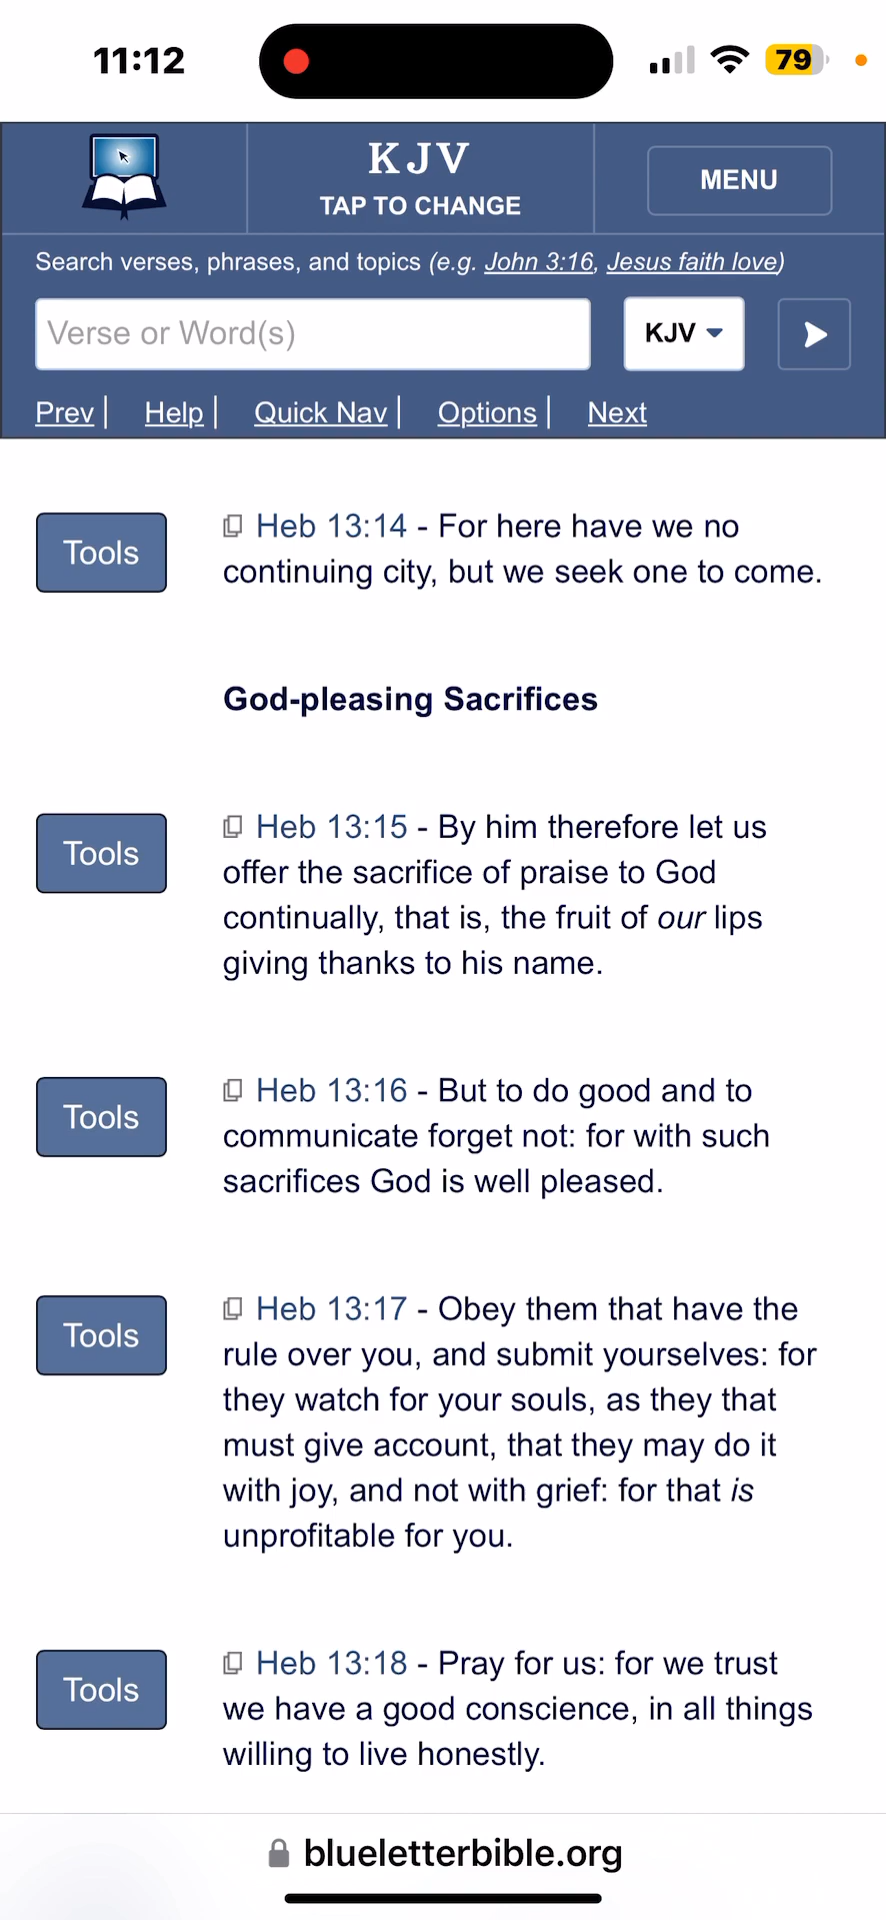 11:12
79
KJV
TAP TO CHANGE
MENU
Search verses, phrases, and topics (e.g. John 3:16, Jesus faith love)
Verse or Word(s)
KJV
Prev | Help | Quick Nav | Options | Next
Tools
Heb 13:14 - For here have we no
continuing city, but we seek one to come.
God-pleasing Sacrifices
Tools
Heb 13:15 - By him therefore let us
offer the sacrifice of praise to God
continually, that is, the fruit of our lips
giving thanks to his name.
Tools
Heb 13:16 - But to do good and to
communicate forget not: for with such
sacrifices God is well pleased.
Tools
Heb 13:17 - Obey them that have the
rule over you, and submit yourselves: for
they watch for your souls, as they that
must give account, that they may do it
with joy, and not with grief: for that is
unprofitable for you.
Tools
Heb 13:18 - Pray for us: for we trust
we have a good conscience, in all things
willing to live honestly.
blueletterbible.org